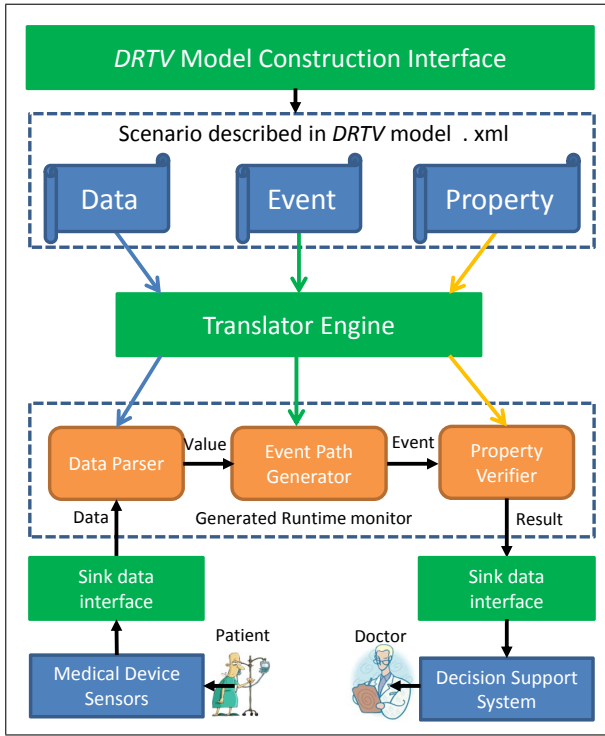 DRTV Model Construction Interface
Scenario described in DRTV model . xml
Data
Event
Property
Translator Engine
Data Parser
Value
Event Path
Generator
Event
Property
Verifier
Data
Generated Runtime monitor
Result
Sink data
interface
Sink data
interface
Patient
Doctor
Medical Device
Sensors
Decision Support
System